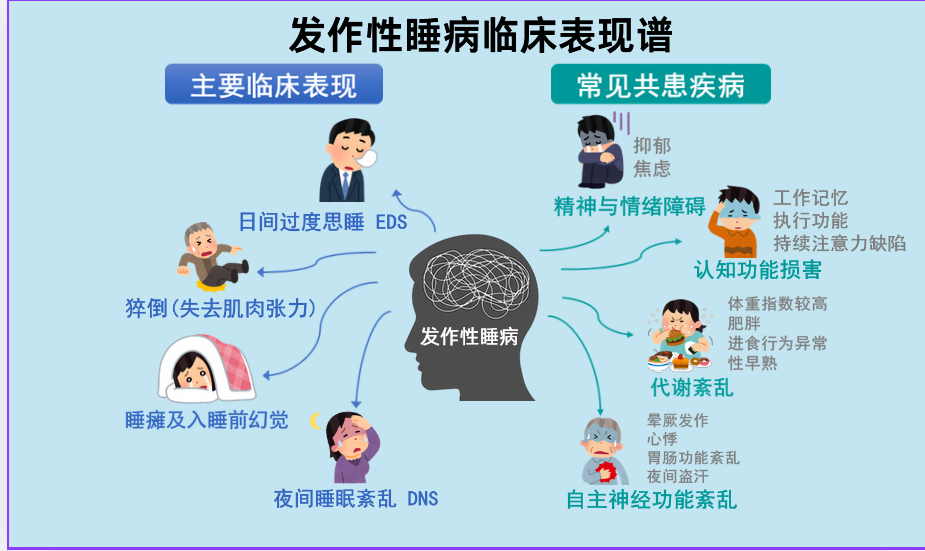 发作性睡病临床表现谱
主要临床表现
日间过度思睡 EDS
猝倒(失去肌肉张力)
睡瘫及入睡前幻觉
夜间睡眠紊乱 DNS
发作性睡病
常见共患疾病
抑郁
焦虑
精神与情绪障碍
工作记忆
执行功能
持续注意力缺陷
认知功能损害
体重指数较高
肥胖
进食行为异常
性早熟
代谢紊乱
晕厥发作
心悸
胃肠功能紊乱
夜间盗汗
自主神经功能紊乱